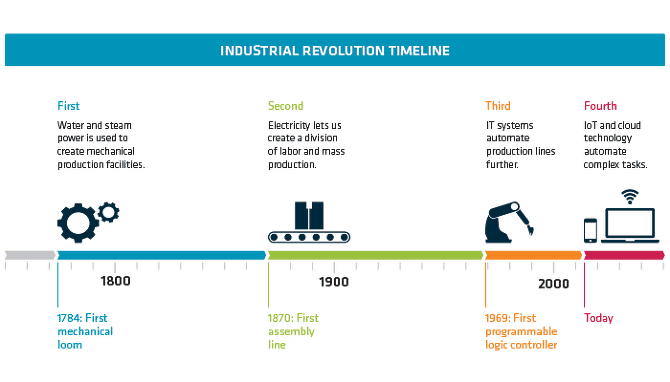 INDUSTRIAL REVOLUTION TIMELINE
First
Water and steam
power is used to
create mechanical
production facilities.
Second
Electricity lets us
create a division
of labor and mass
production.
Third
IT systems
automate
production lines
further.
Fourth
IoT and cloud
technology
automate
complex tasks.
1800
1900
2000
1784: First
mechanical
loom
1870: First
assembly
line
1969: First
programmable
logic controller
Today